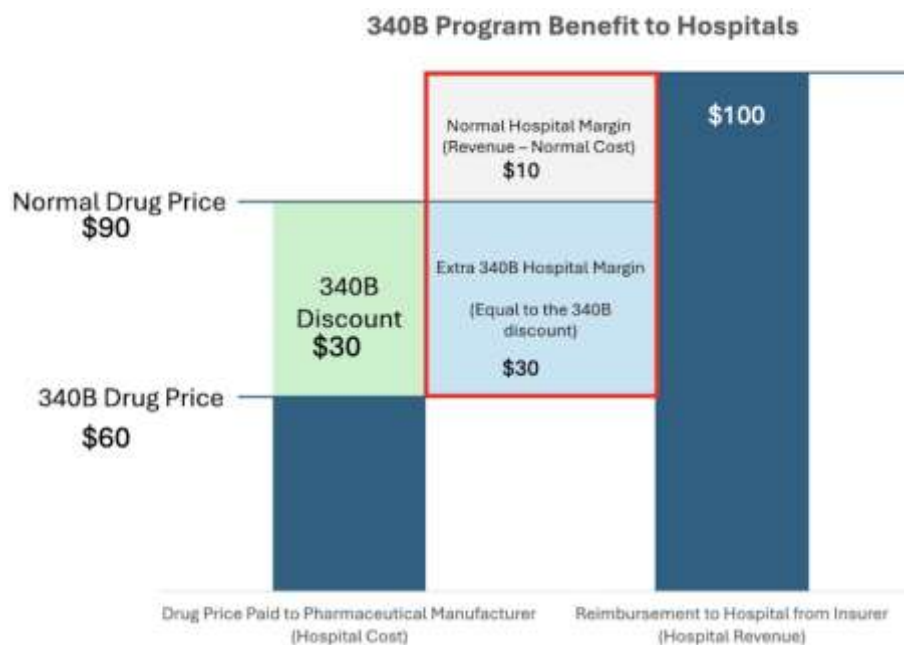 340B Program Benefit to Hospitals
Normal Hospital Margin
(Revenue – Normal Cost)
$10
$100
Normal Drug Price
$90
340B
Discount
$30
Extra 340B Hospital Margin
(Equal to the 340B
discount)
$30
340B Drug Price
$60
Drug Price Paid to Pharmaceutical Manufacturer
(Hospital Cost)
Reimbursement to Hospital from Insurer
(Hospital Revenue)